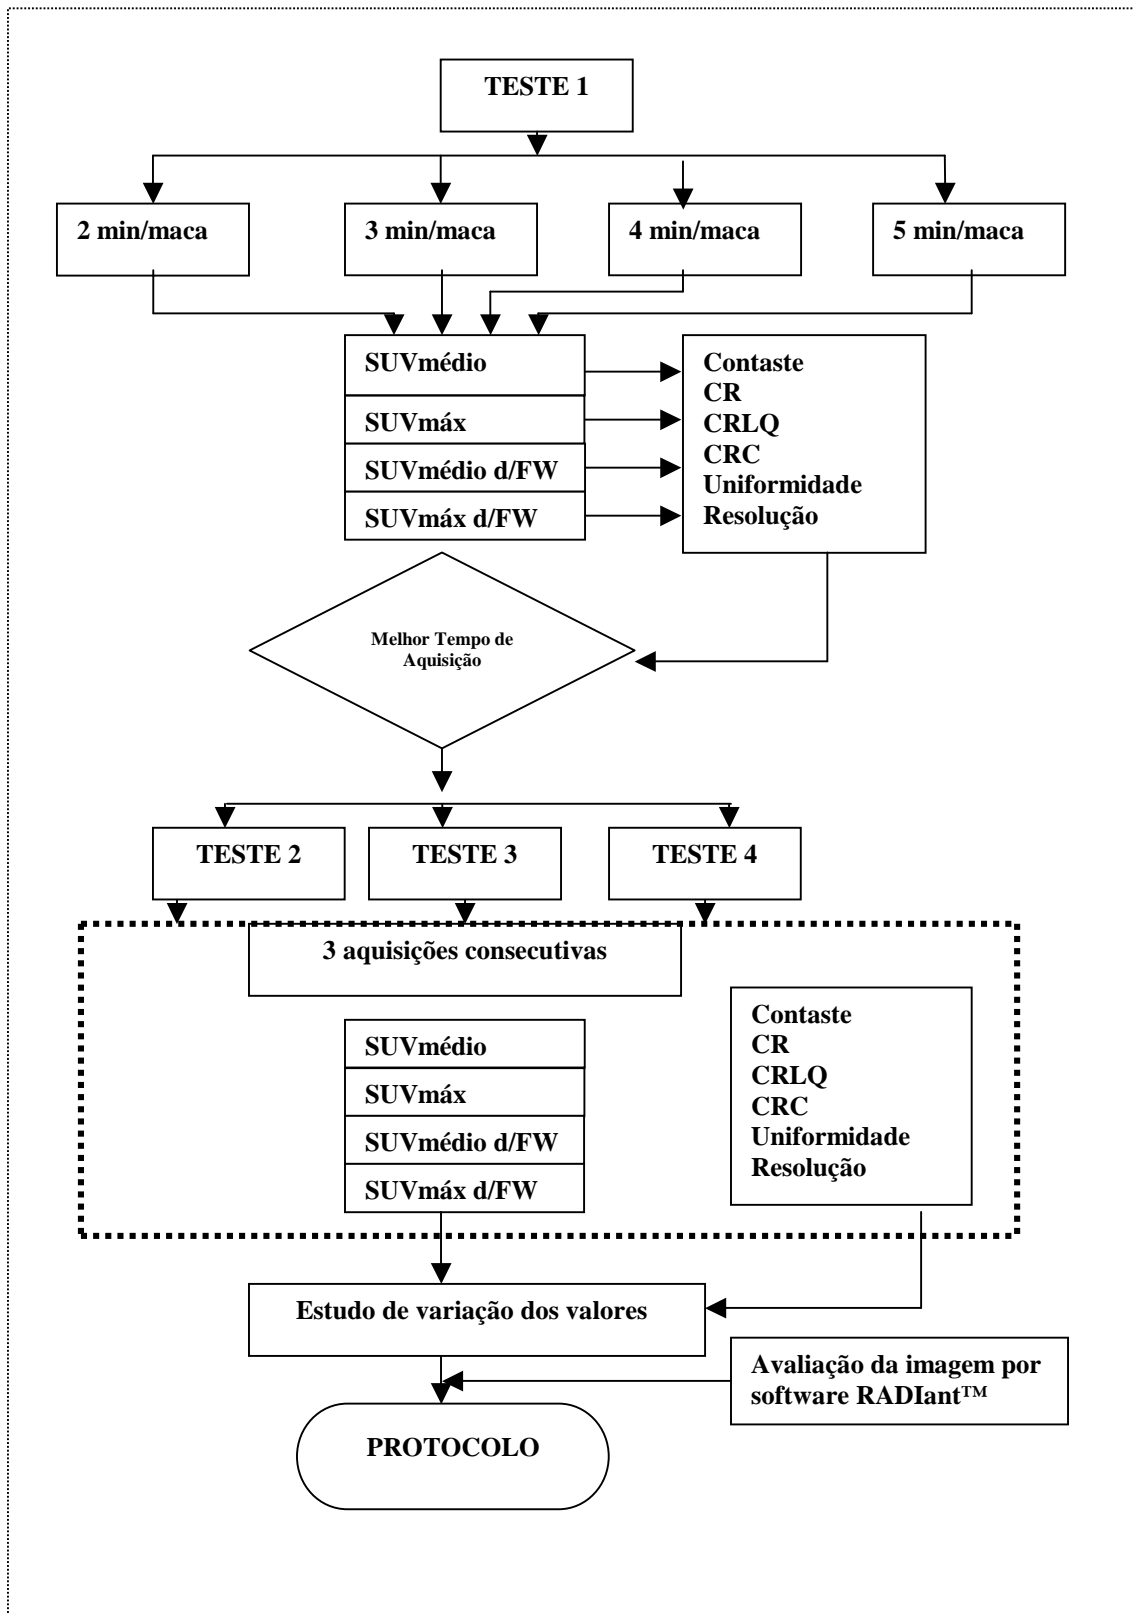 TESTE 1
2 min/maca
3 min/maca
4 min/maca
5 min/maca
SUVmédio
SUVmáx
SUVmédio d/FW
SUVmáx d/FW
Contaste
CR
CRLQ
CRC
Uniformidade
Resolução
Melhor Tempo de
Aquisição
TESTE 2
TESTE 3
TESTE 4
3 aquisições consecutivas
SUVmédio
SUVmáx
SUVmédio d/FW
SUVmáx d/FW
Contaste
CR
CRLQ
CRC
Uniformidade
Resolução
Estudo de variação dos valores
Avaliação da imagem por
software RADIant™
PROTOCOLO